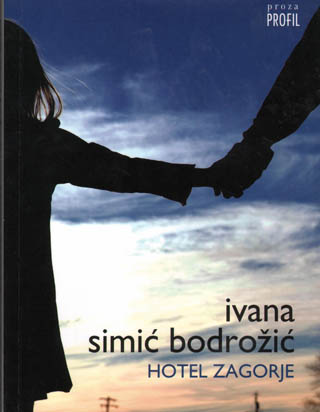 proza
PROFIL
ivana
simić bodrožić
HOTEL ZAGORJE